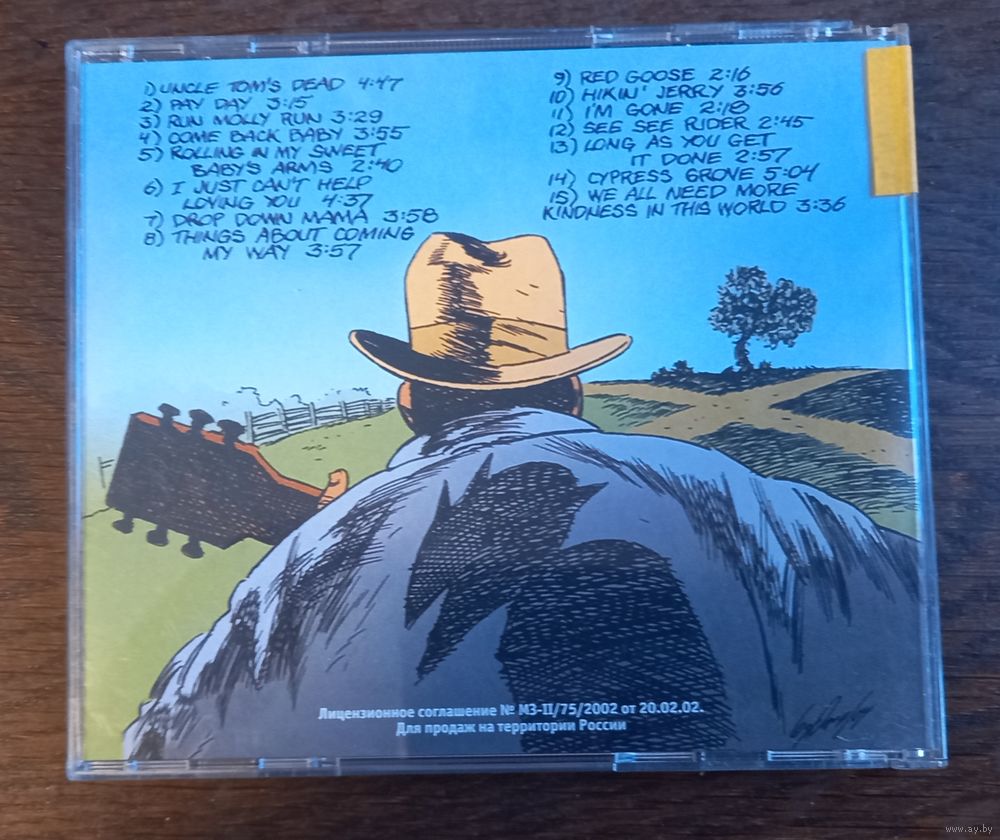 1) UNCLE TOM'S DEAD 4:47
2) PAY DAY 3:15
3) RUN MOLLY RUN 3:29
4) COME BACK BABY 3:55
5) ROLLING IN MY SWEET
BABY'S ARMS 2:40
6) I JUST CAN'T HELP
LOVING YOU 4:37
7) DROP DOWN MAMA 3:58
8) THINGS ABOUT COMING
MY WAY 3:57
9) RED GOOSE 2:16
10) HIKIN' JERRY 3:56
11) I'M GONE 2:18
12) SEE SEE RIDER 2:45
13) LONG AS YOU GET
IT DONE 2:57
14) CYPRESS GROVE 5:04
15) WE ALL NEED MORE
KINDNESS IN THIS WORLD 3:36
Лицензионное соглашение № МЗ-II/75/2002 от 20.02.02.
Для продаж на территории России
www.ay.by